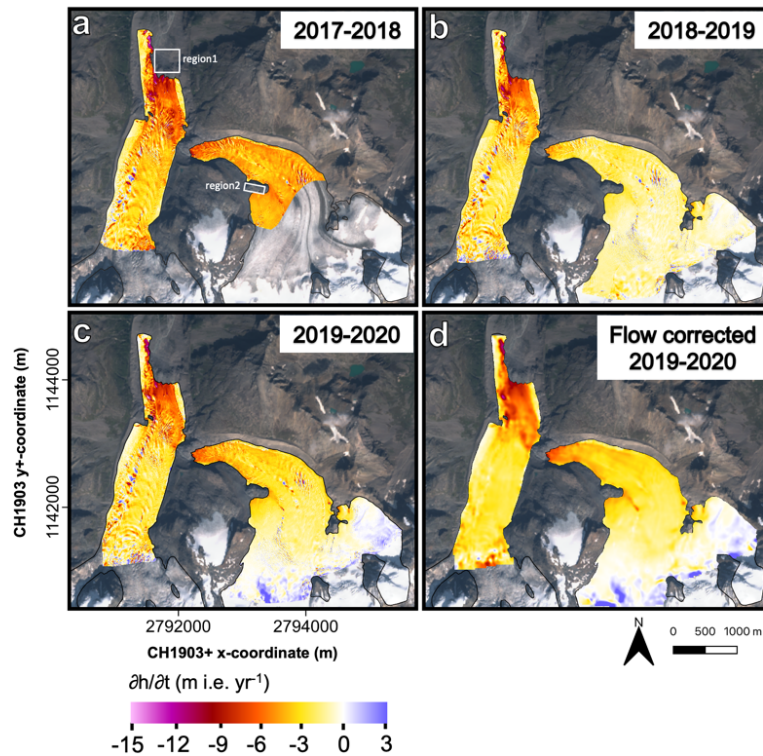 a
2017-2018
region1
region2
b
2018-2019
c
2019-2020
d
Flow corrected
2019-2020
CH1903 y+-coordinate (m)
1144000
1142000
2792000 2794000
CH1903+ x-coordinate (m)
N
0 500 1000 m
∂h/∂t (m i.e. yr⁻¹)
-15 -12 -9 -6 -3 0 3